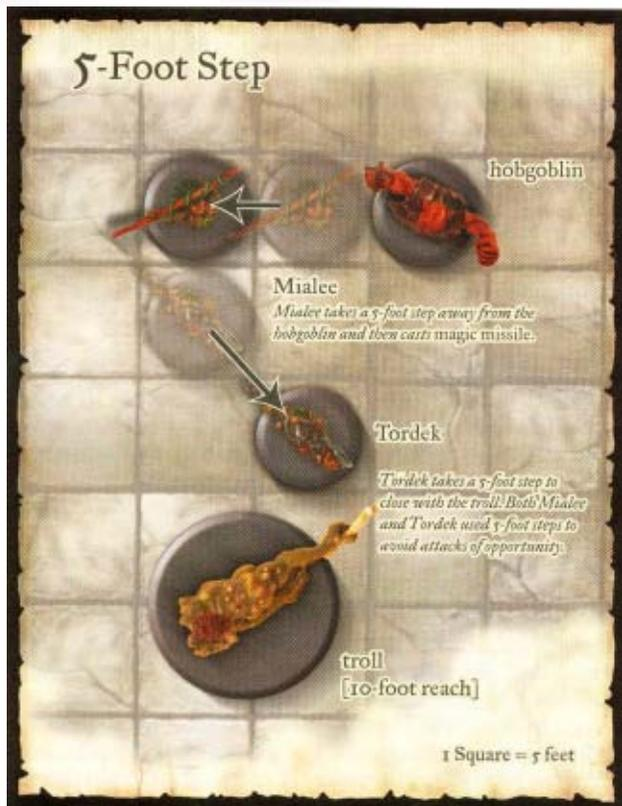 5-Foot Step
hobgoblin
Mialee
Mialee takes a 5-foot step away from the
hobgoblin and then casts magic missile.
Tordek
Tordek takes a 5-foot step to
close with the troll. Both Mialee
and Tordek used 5-foot steps to
avoid attacks of opportunity.
troll
[10-foot reach]
1 Square = 5 feet